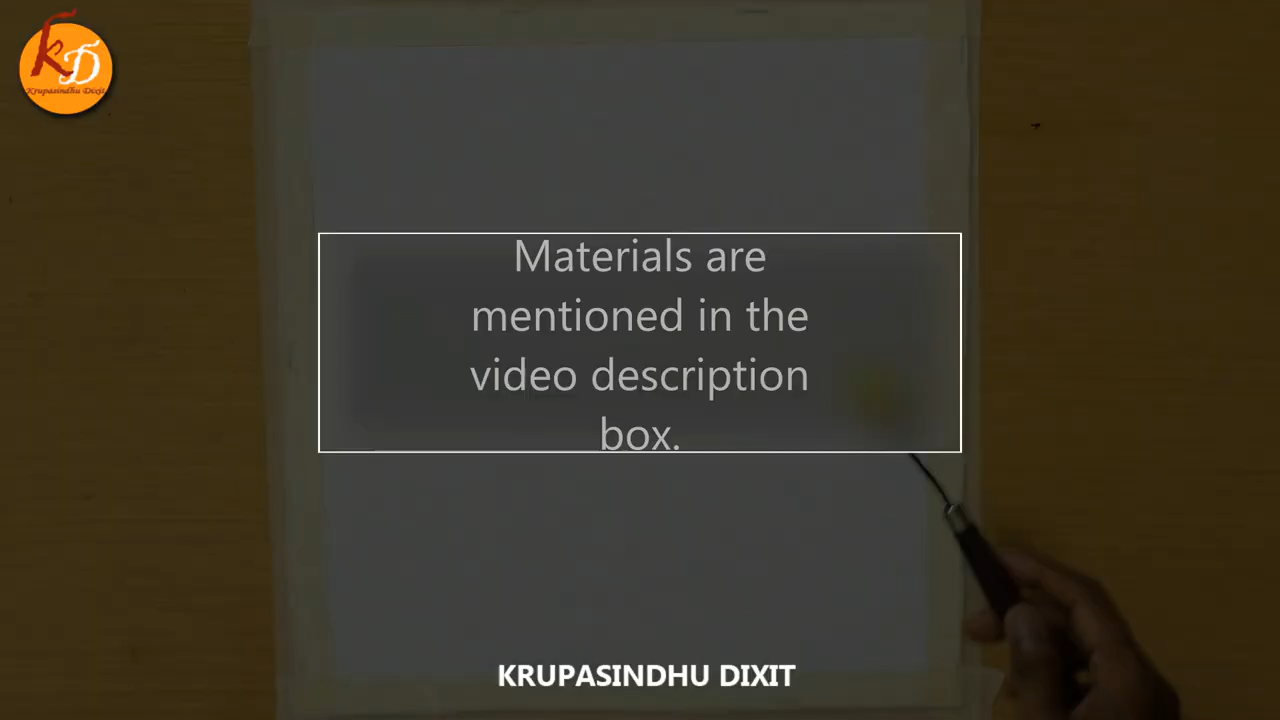 KD
Krupasindhu Dixit
Materials are
mentioned in the
video description
box.
KRUPASINDHU DIXIT